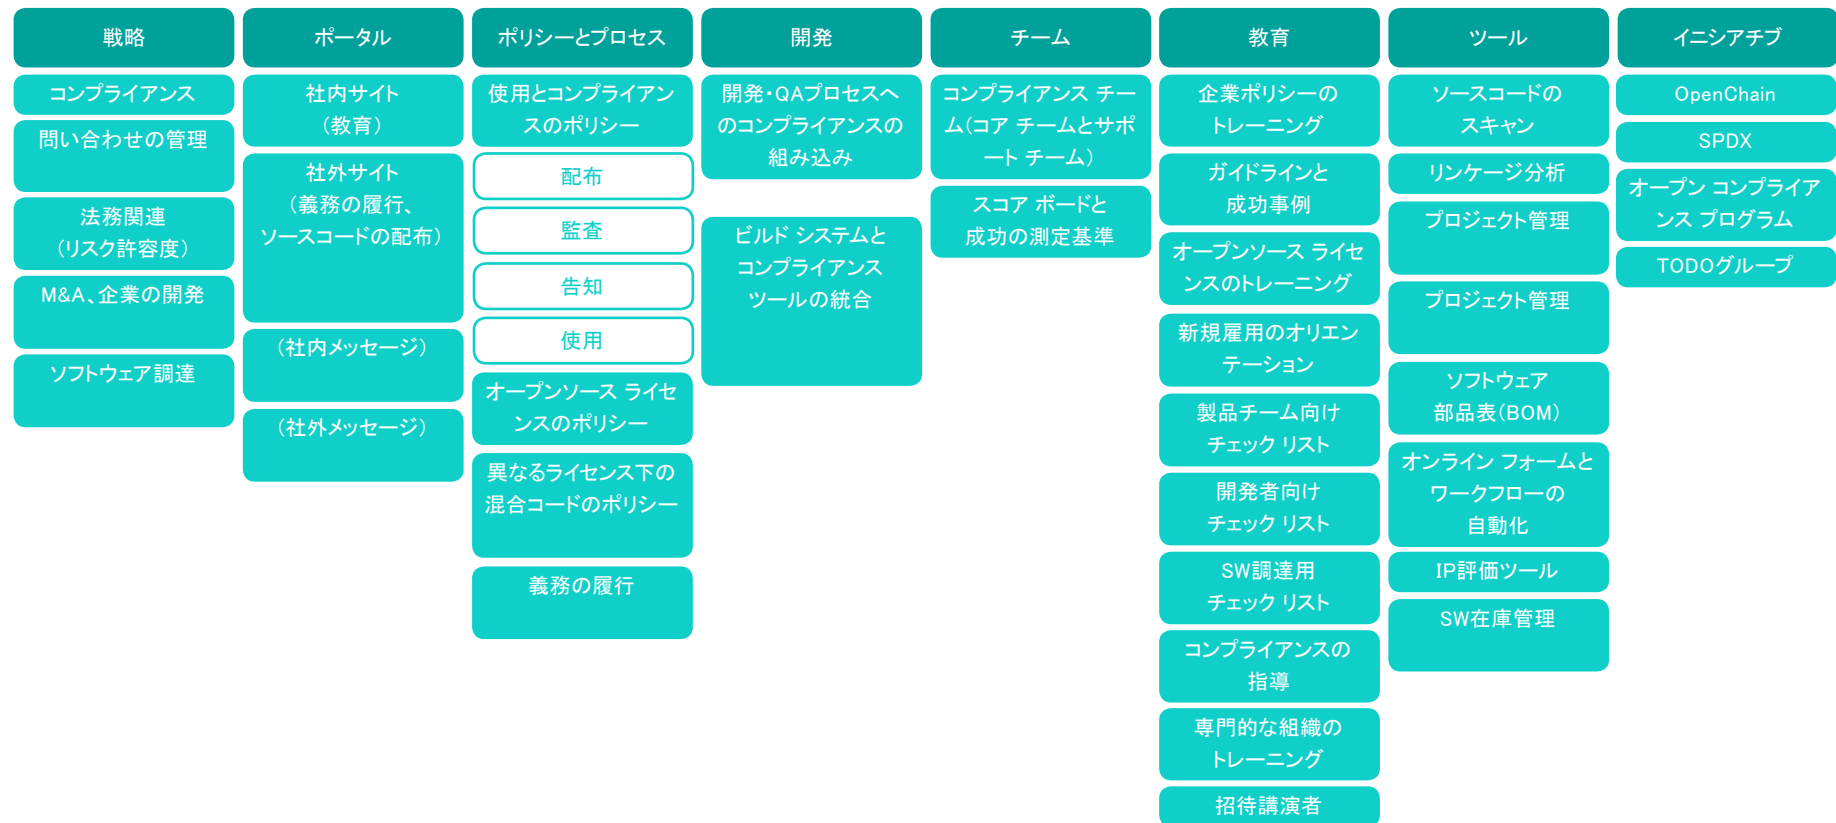 戦略
コンプライアンス
問い合わせの管理
法務関連
(リスク許容度)
M&A、企業の開発
ソフトウェア調達
ポータル
社内サイト
(教育)
社外サイト
(義務の履行、
ソースコードの配布)
(社内メッセージ)
(社外メッセージ)
ポリシーとプロセス
使用とコンプライアン
スのポリシー
配布
監査
告知
使用
オープンソース ライセ
ンスのポリシー
異なるライセンス下の
混合コードのポリシー
義務の履行
開発
開発・QAプロセスへ
のコンプライアンスの
組み込み
ビルド システムと
コンプライアンス
ツールの統合
チーム
コンプライアンス チー
ム(コア チームとサポ
ート チーム)
スコア ボードと
成功の測定基準
教育
企業ポリシーの
トレーニング
ガイドラインと
成功事例
オープンソース ライセ
ンスのトレーニング
新規雇用のオリエン
テーション
製品チーム向け
チェック リスト
開発者向け
チェック リスト
SW調達用
チェック リスト
コンプライアンスの
指導
専門的な組織の
トレーニング
招待講演者
ツール
ソースコードの
スキャン
リンケージ分析
プロジェクト管理
プロジェクト管理
ソフトウェア
部品表(BOM)
オンライン フォームと
ワークフローの
自動化
IP評価ツール
SW在庫管理
イニシアチブ
OpenChain
SPDX
オープン コンプライア
ンス プログラム
TODOグループ